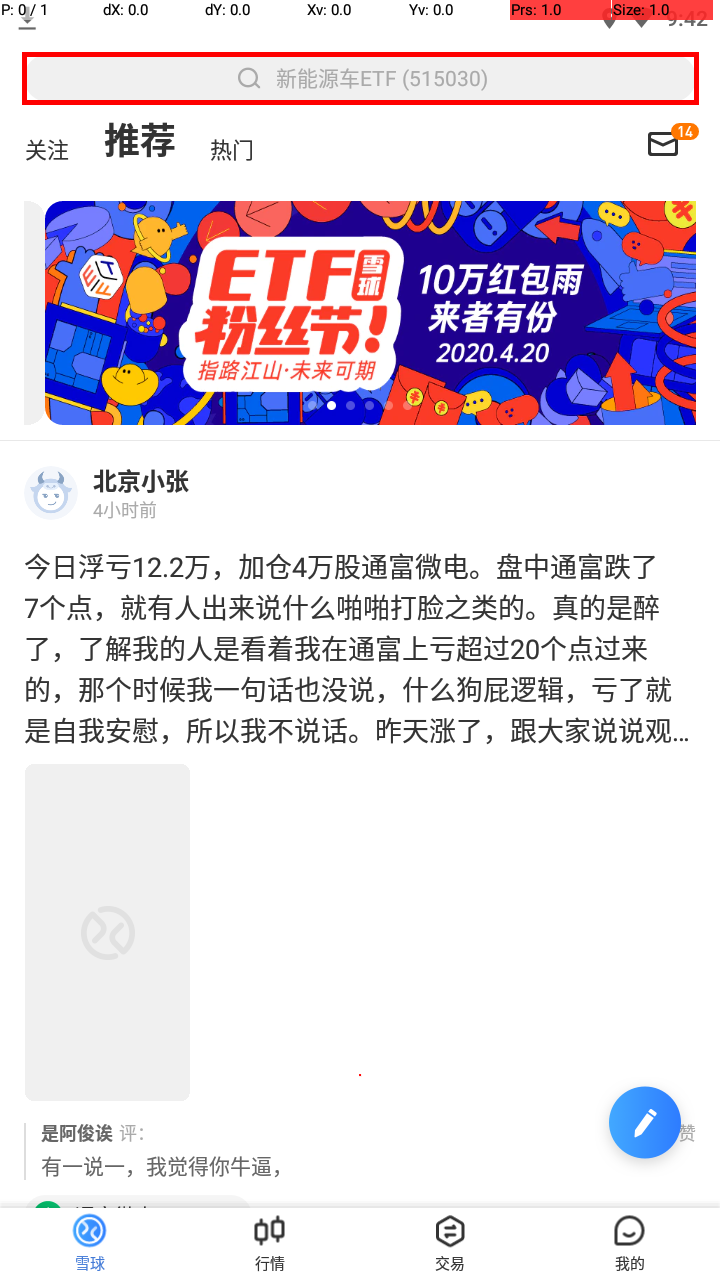 P: 0 / 1 dX: 0.0 dY: 0.0 Xv: 0.0 Yv: 0.0 Prs: 1.0 Size: 1.0
9:42
新能源车ETF (515030)
关注 推荐 热门 14
ETF雪球
粉丝节!
指路江山·未来可期
10万红包雨
来者有份
2020.4.20
北京小张
4小时前
今日浮亏12.2万，加仓4万股通富微电。盘中通富跌了
7个点，就有人出来说什么啪啪打脸之类的。真的是醉
了，了解我的人是看着我在通富上亏超过20个点过来
的，那个时候我一句话也没说，什么狗屁逻辑，亏了就
是自我安慰，所以我不说话。昨天涨了，跟大家说说观...
是阿俊诶 评：
赞
有一说一，我觉得你牛逼，
雪球 行情 交易 我的